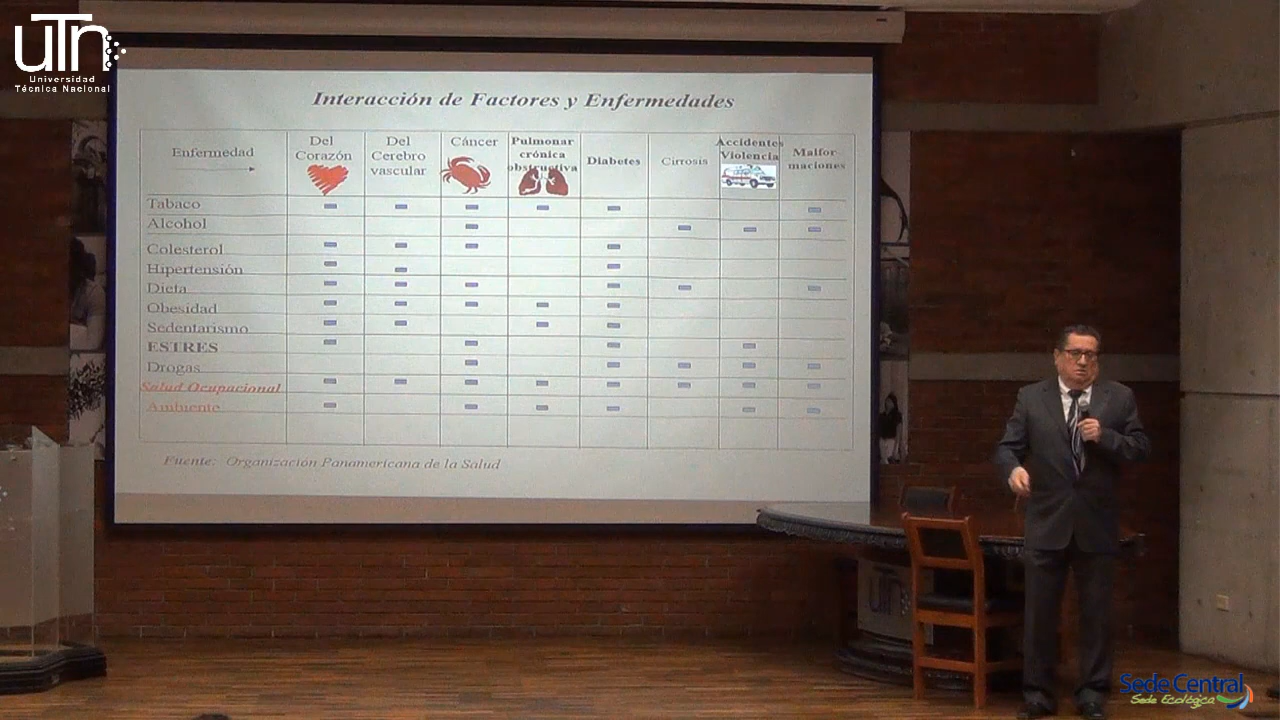 UTn
Universidad
Técnica Nacional
Interacción de Factores y Enfermedades
Enfermedad
Del
Corazón
Del
Cerebro
vascular
Cáncer
Pulmonar
crónica
obstructiva
Diabetes
Cirrosis
Accidentes
Violencia
Malfor
maciones
Tabaco
Alcohol
Colesterol
Hipertensión
Dieta
Obesidad
Sedentarismo
ESTRES
Drogas
Salud Ocupacional
Ambiente
Fuente: Organización Panamericana de la Salud
Sede Central
Sede Ecológica